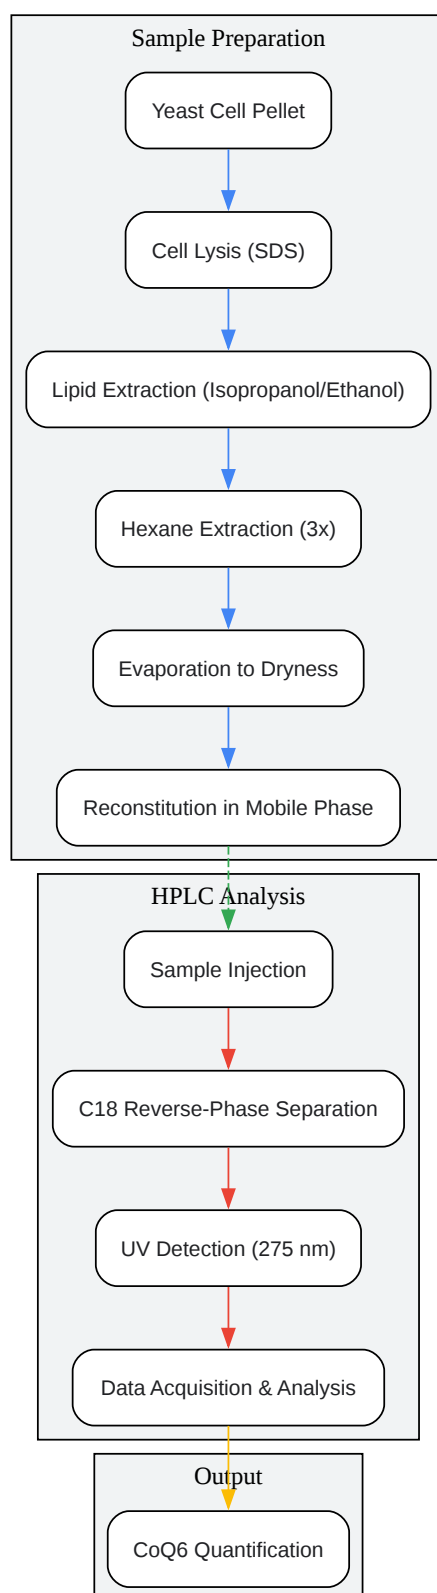 Sample Preparation
Yeast Cell Pellet
Cell Lysis (SDS)
Lipid Extraction (Isopropanol/Ethanol)
Hexane Extraction (3x)
Evaporation to Dryness
Reconstitution in Mobile Phase
HPLC Analysis
Sample Injection
C18 Reverse-Phase Separation
UV Detection (275 nm)
Data Acquisition & Analysis
Output
CoQ6 Quantification